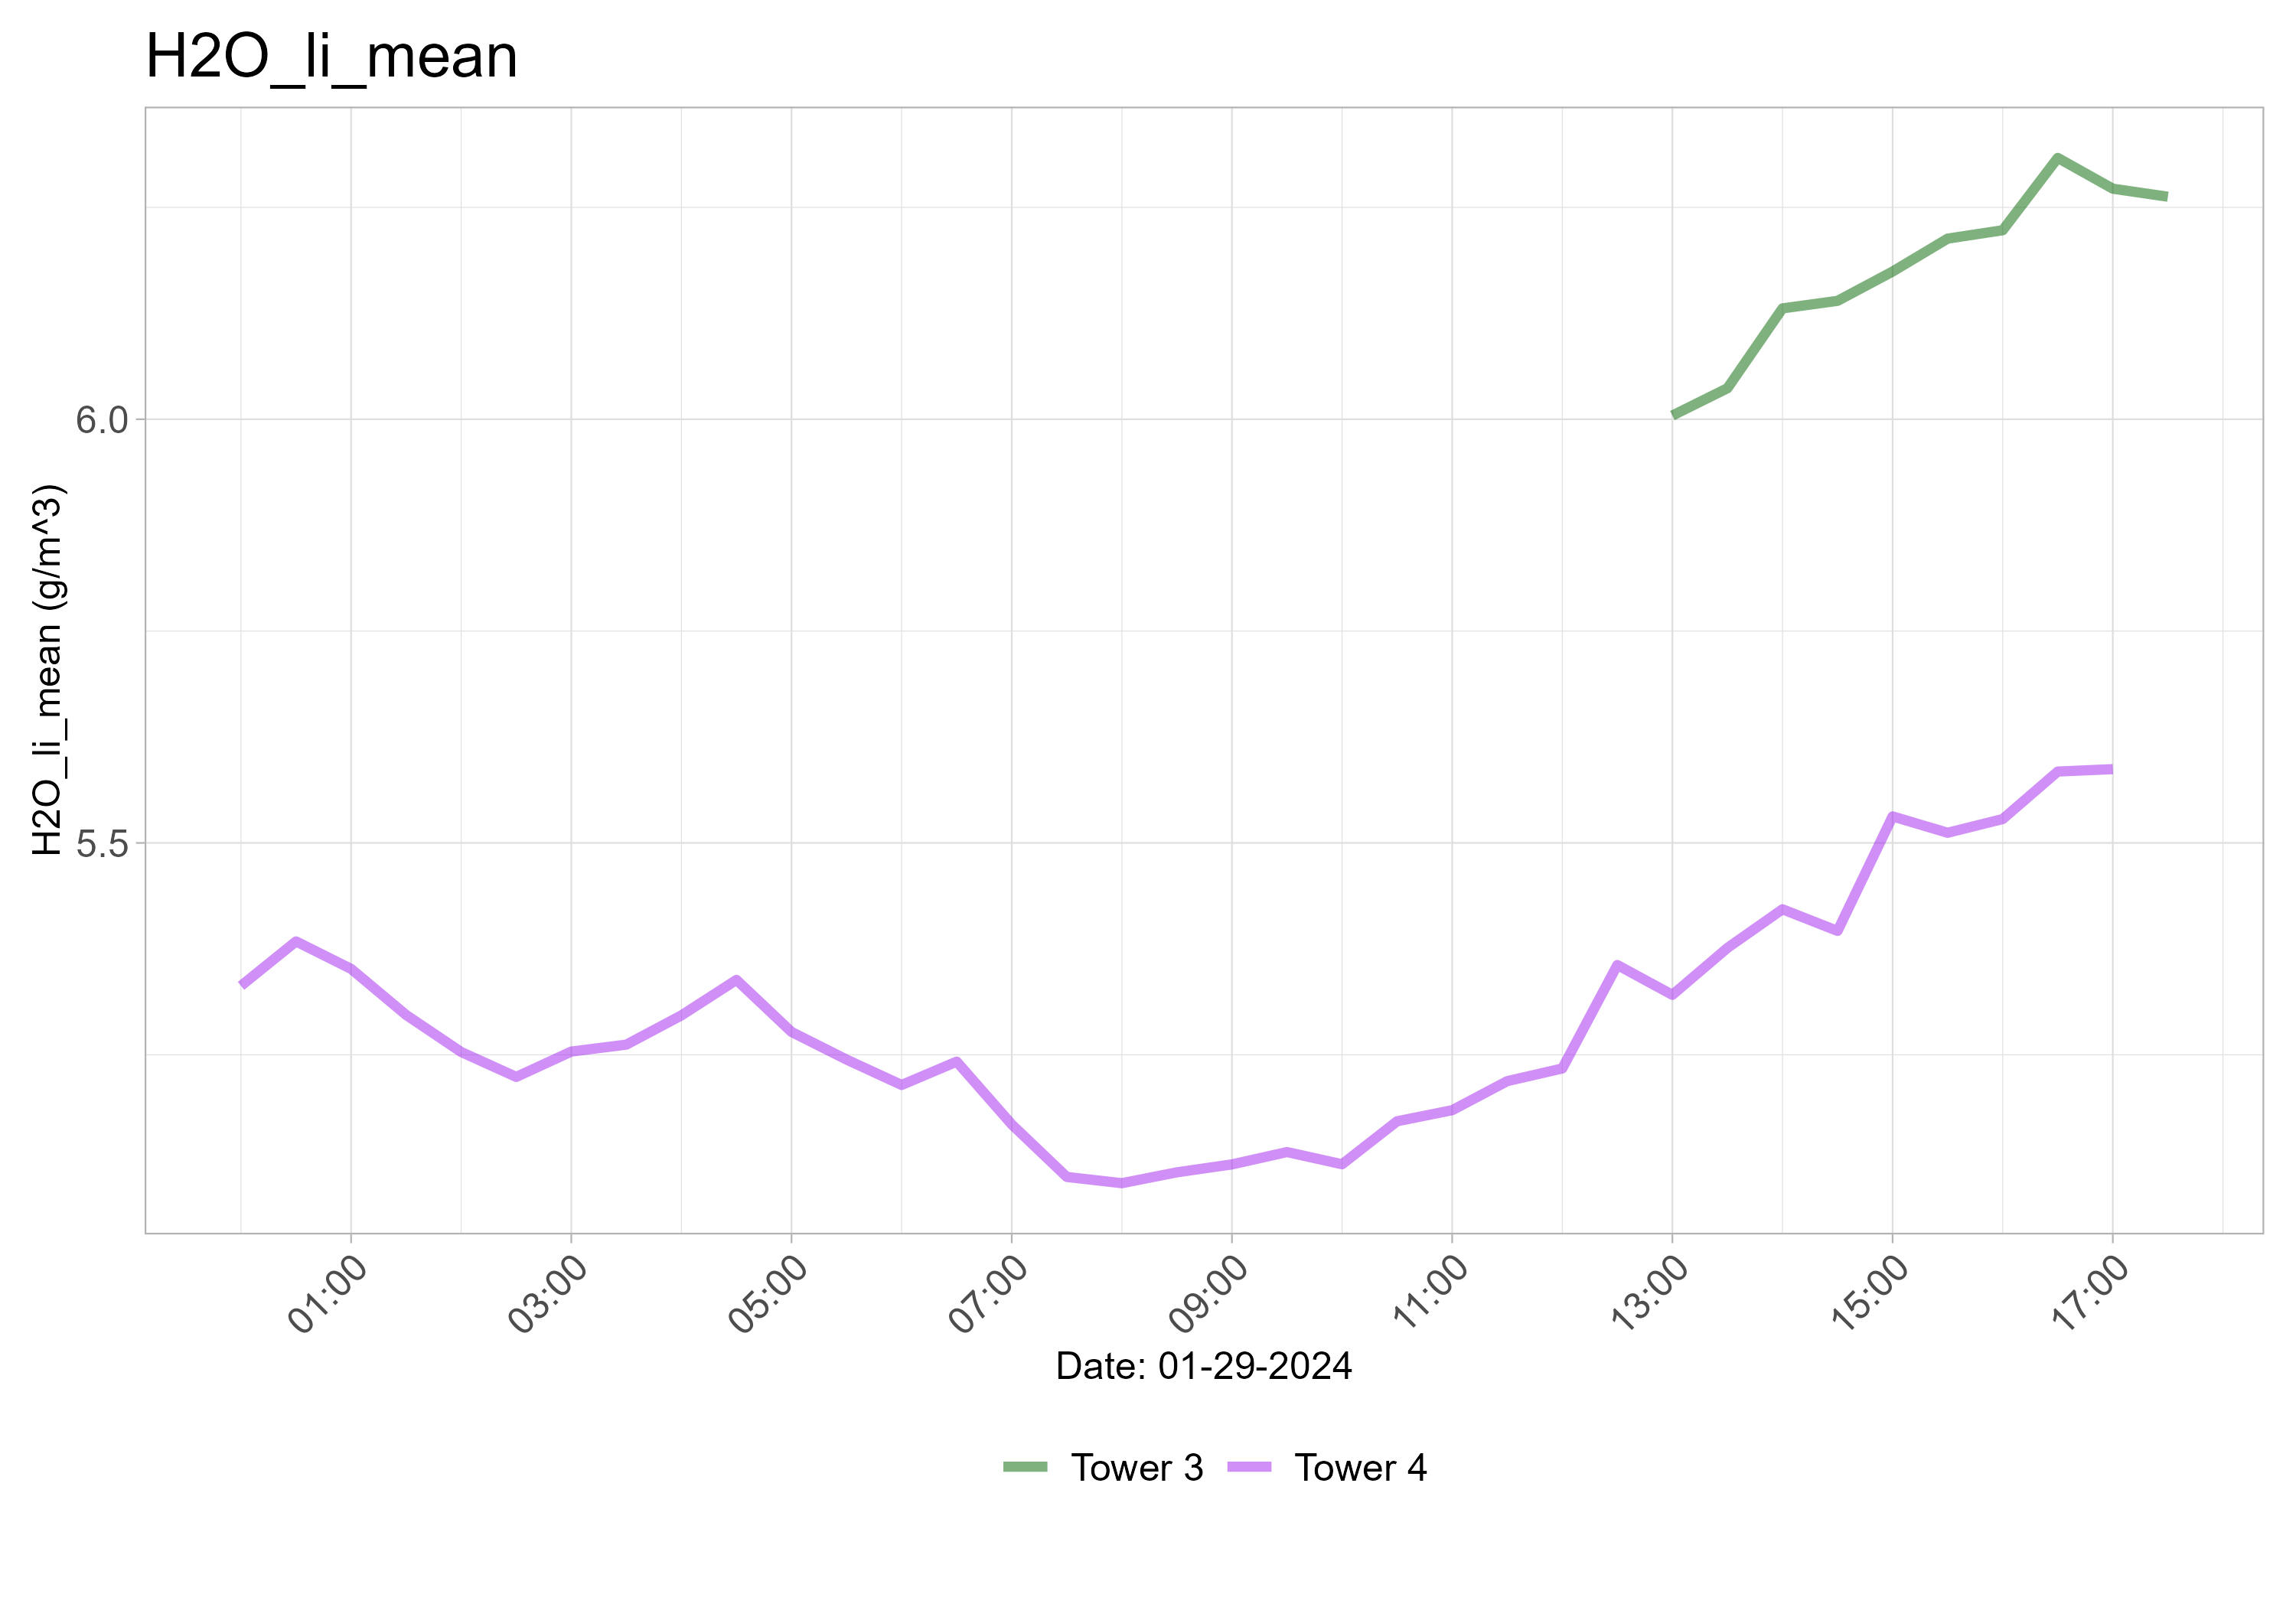 H2O_li_mean
H2O_li_mean (g/m^3)
6.0
5.5
01:00 03:00 05:00 07:00 09:00 11:00 13:00 15:00 17:00
Date: 01-29-2024
Tower 3 Tower 4